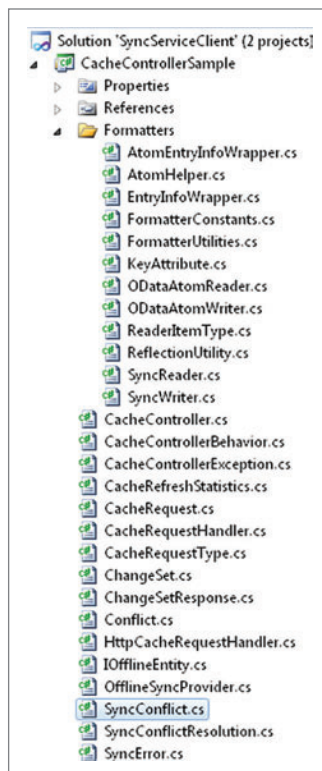 Solution 'SyncServiceClient' (2 projects)
CacheControllerSample
Properties
References
Formatters
AtomEntryInfoWrapper.cs
AtomHelper.cs
EntryInfoWrapper.cs
FormatterConstants.cs
FormatterUtilities.cs
KeyAttribute.cs
ODataAtomReader.cs
ODataAtomWriter.cs
ReaderItemType.cs
ReflectionUtility.cs
SyncReader.cs
SyncWriter.cs
CacheController.cs
CacheControllerBehavior.cs
CacheControllerException.cs
CacheRefreshStatistics.cs
CacheRequest.cs
CacheRequestHandler.cs
CacheRequestType.cs
ChangeSet.cs
ChangeSetResponse.cs
Conflict.cs
HttpCacheRequestHandler.cs
IOfflineEntity.cs
OfflineSyncProvider.cs
SyncConflict.cs
SyncConflictResolution.cs
SyncError.cs